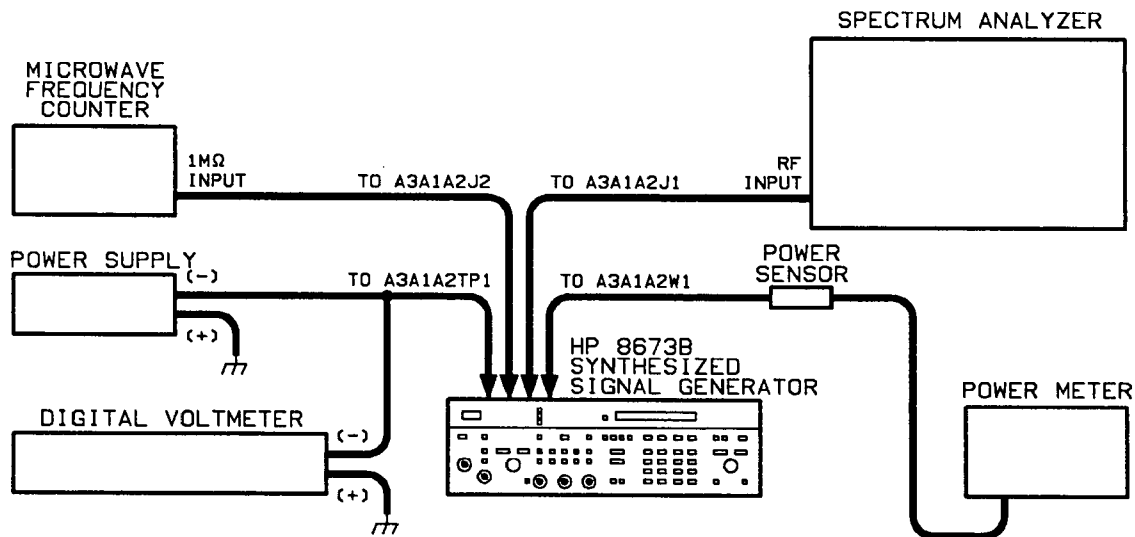 SPECTRUM ANALYZER
MICROWAVE
FREQUENCY
COUNTER
1MΩ
INPUT
TO A3A1A2J2
TO A3A1A2J1
RF
INPUT
POWER SUPPLY
(-)
(+)
TO A3A1A2TP1
TO A3A1A2W1
POWER
SENSOR
HP 8673B
SYNTHESIZED
SIGNAL GENERATOR
POWER METER
DIGITAL VOLTMETER
(-)
(+)